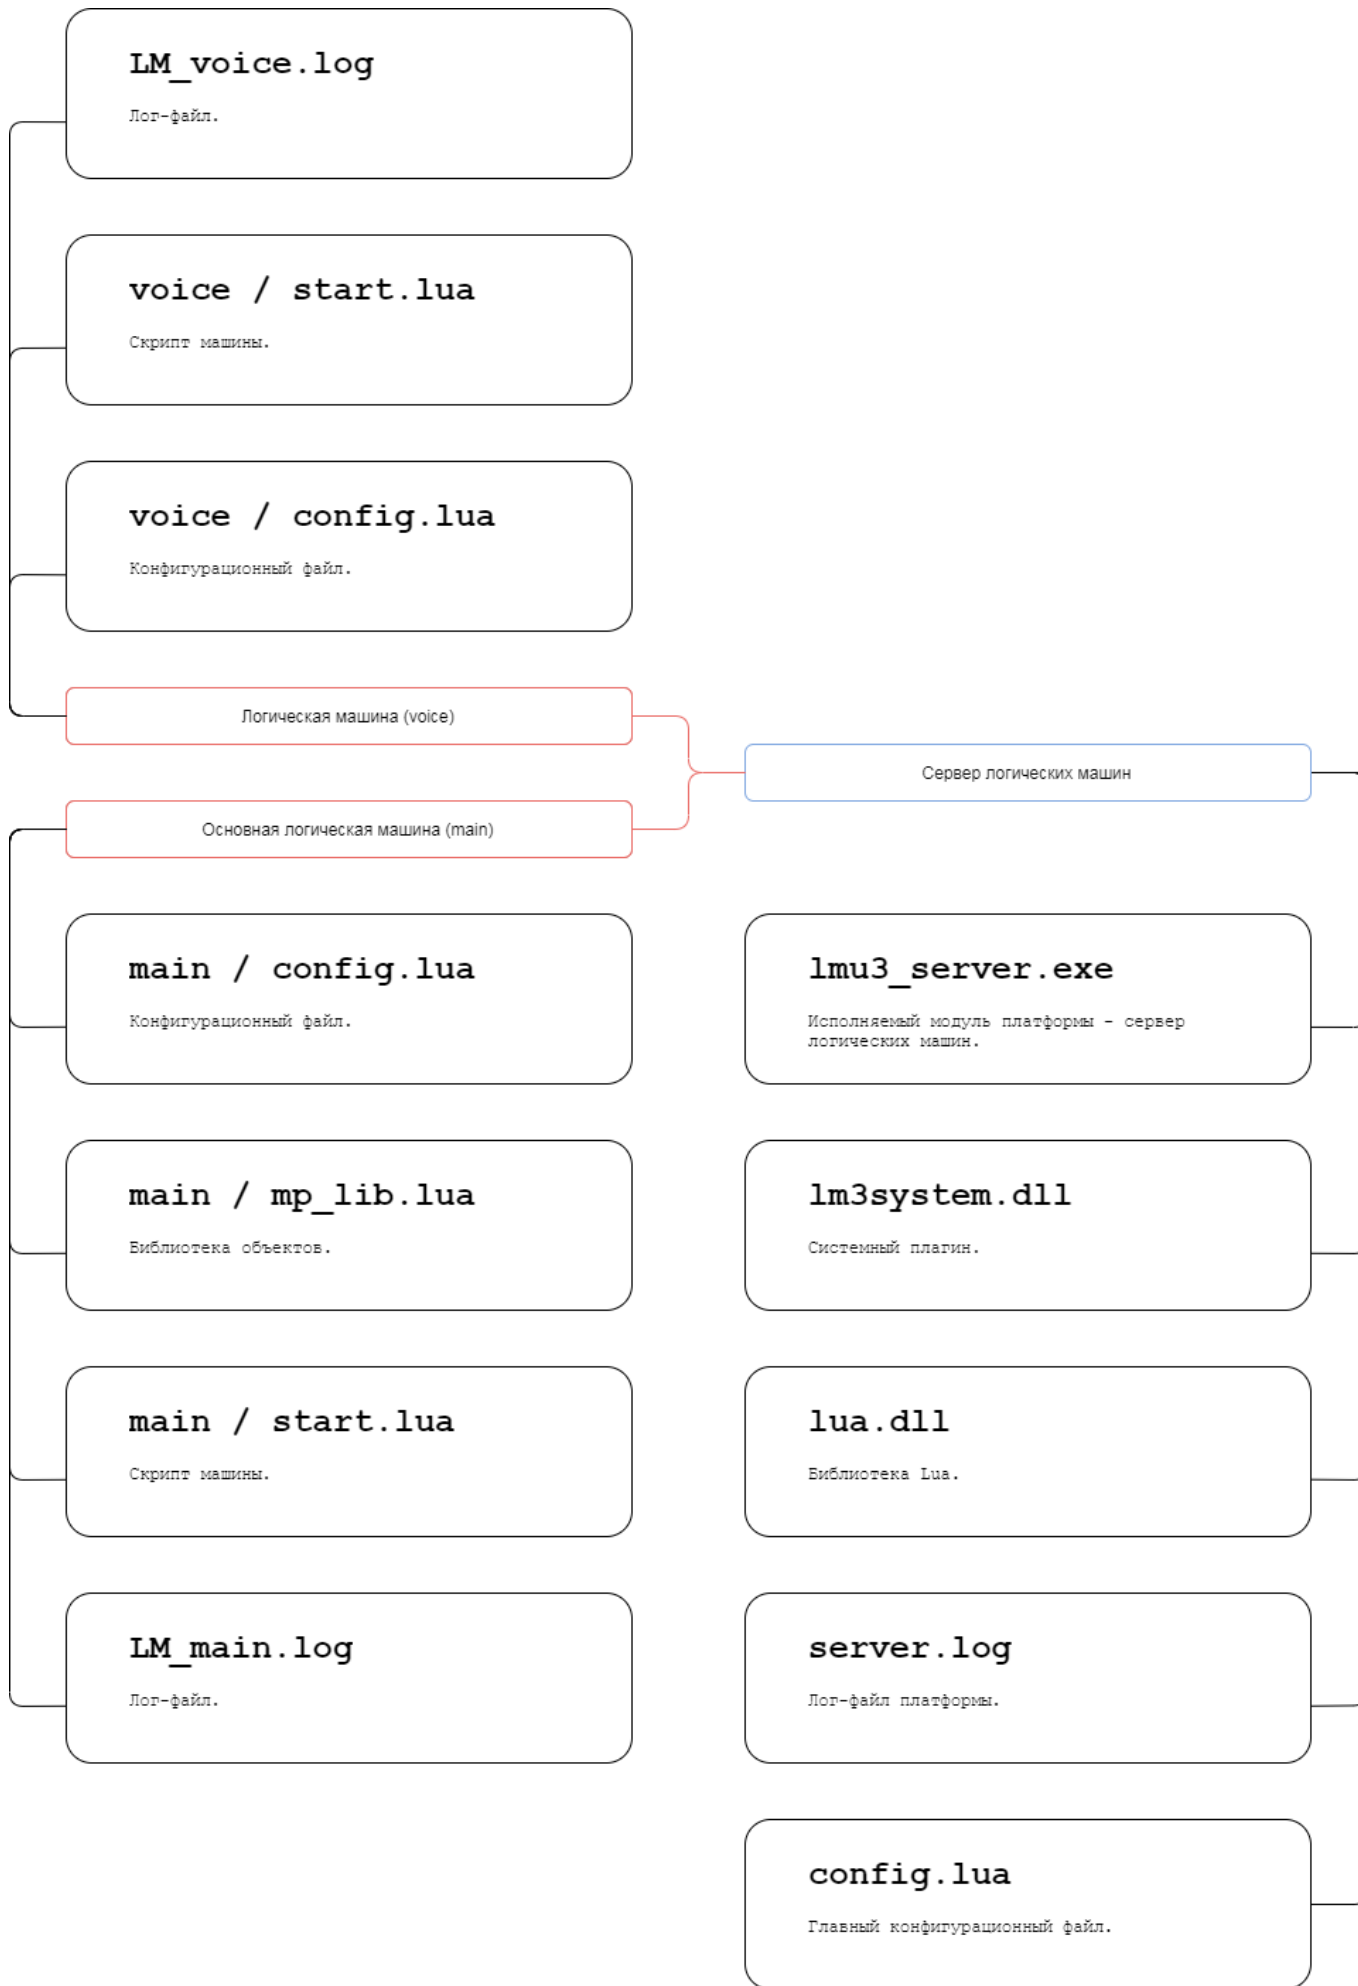 LM_voice.log
Лог-файл.
voice / start.lua
Скрипт машины.
voice / config.lua
Конфигурационный файл.
Логическая машина (voice)
Сервер логических машин
Основная логическая машина (main)
main / config.lua
Конфигурационный файл.
main / mp_lib.lua
Библиотека объектов.
main / start.lua
Скрипт машины.
LM_main.log
Лог-файл.
lmu3_server.exe
Исполняемый модуль платформы - сервер
логических машин.
lm3system.dll
Системный плагин.
lua.dll
Библиотека Lua.
server.log
Лог-файл платформы.
config.lua
Главный конфигурационный файл.